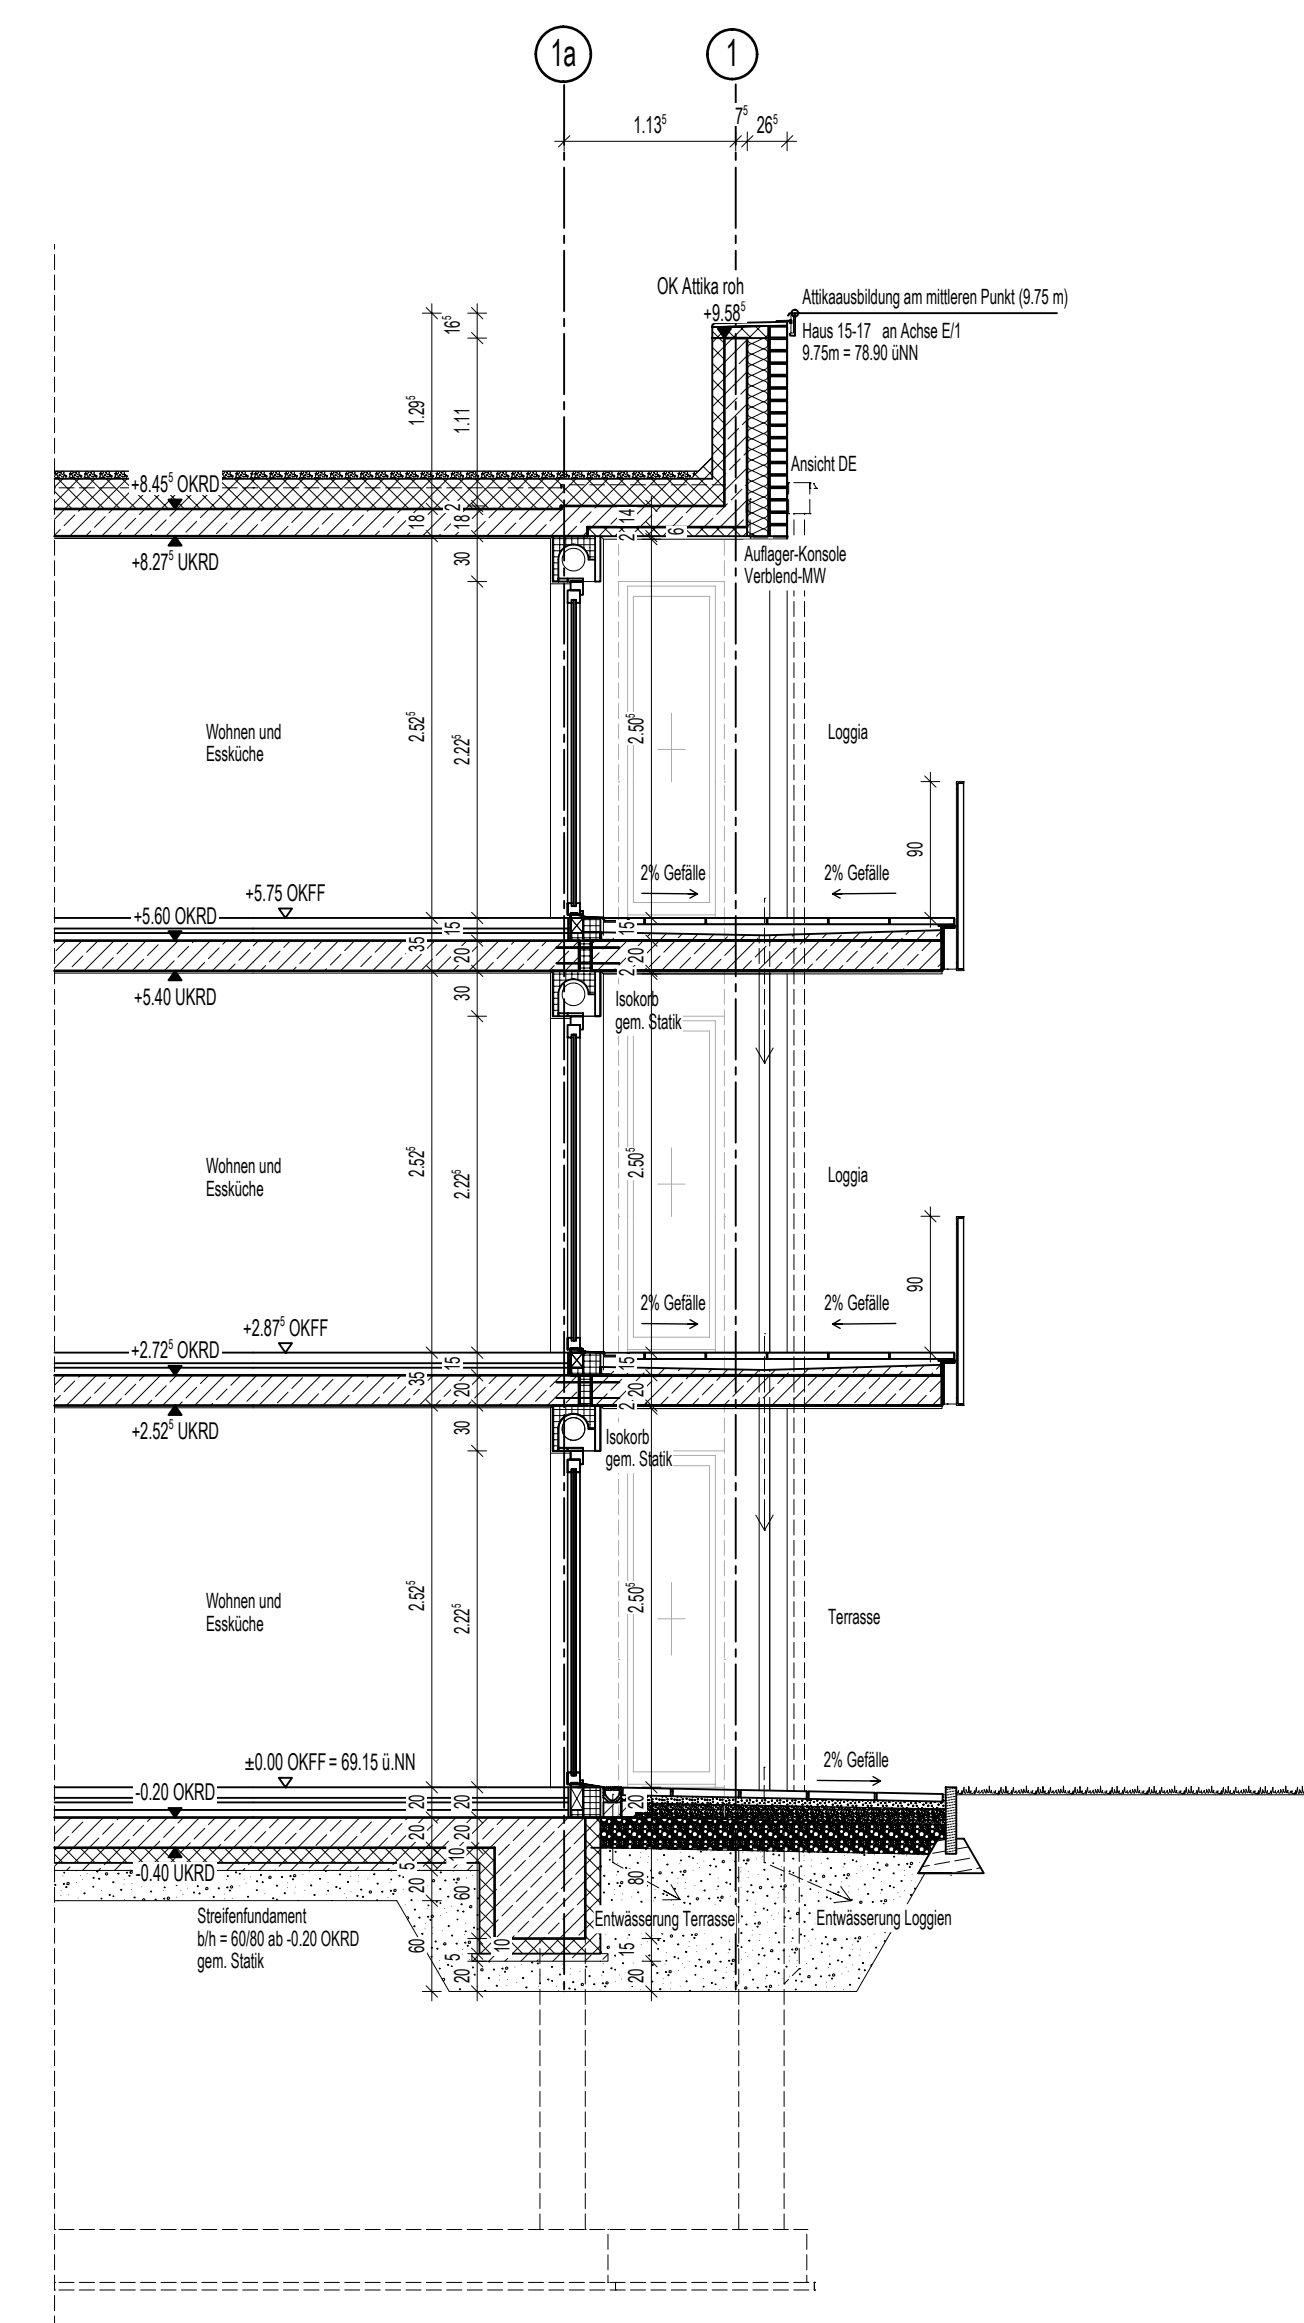 1a
1
1.13⁵
7⁵
26⁵
OK Attika roh
+9.58⁵
Attikaausbildung am mittleren Punkt (9.75 m)
Haus 15-17 an Achse E/1
9.75m = 78.90 üNN
16⁵
1.29⁵
1.11
Ansicht DE
+8.45⁵ OKRD
2
18
18
14
2
6
+8.27⁵ UKRD
30
Auflager-Konsole
Verblend-MW
Wohnen und
Essküche
2.52⁵
2.22⁵
2.50⁵
Loggia
90
2% Gefälle
2% Gefälle
+5.75 OKFF
+5.60 OKRD
35
15
20
15
20
2
+5.40 UKRD
30
Isokorb
gem. Statik
Wohnen und
Essküche
2.52⁵
2.22⁵
2.50⁵
Loggia
90
2% Gefälle
2% Gefälle
+2.87⁵ OKFF
+2.72⁵ OKRD
35
15
20
15
20
2
+2.52⁵ UKRD
30
Isokorb
gem. Statik
Wohnen und
Essküche
2.52⁵
2.22⁵
2.50⁵
Terrasse
2% Gefälle
±0.00 OKFF = 69.15 ü.NN
-0.20 OKRD
20
20
20
20
20
10
5
-0.40 UKRD
20
60
80
Streifenfundament
b/h = 60/80 ab -0.20 OKRD
gem. Statik
Entwässerung Terrasse
Entwässerung Loggien
60
10
5
15
20
20